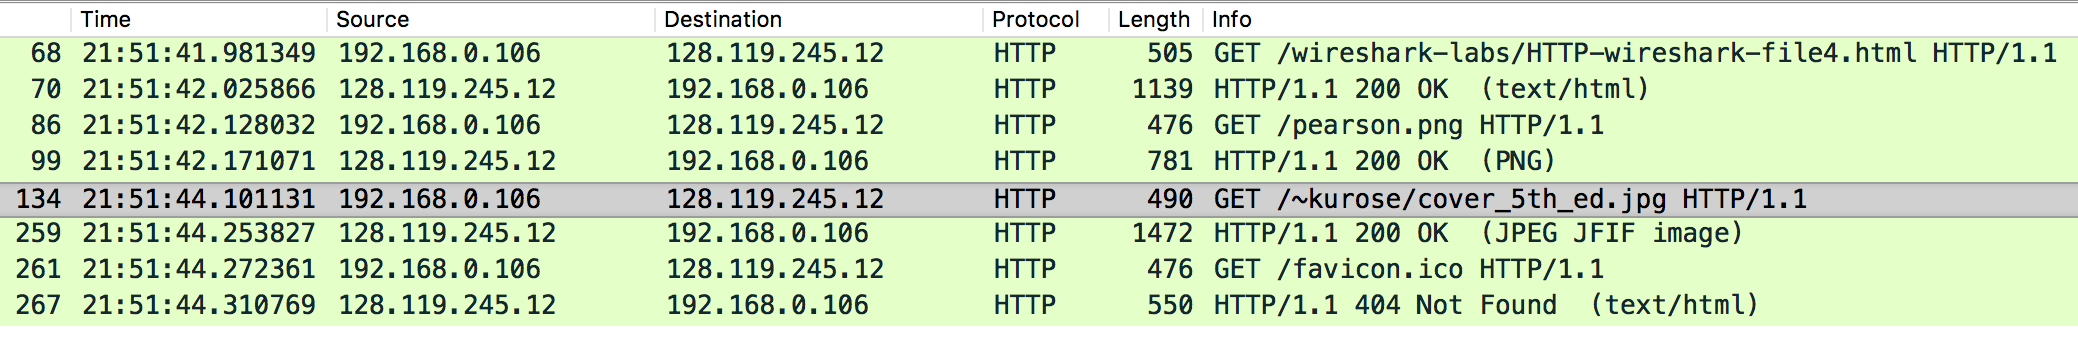 Time Source Destination Protocol Length Info
68 21:51:41.981349 192.168.0.106 128.119.245.12 HTTP 505 GET /wireshark-labs/HTTP-wireshark-file4.html HTTP/1.1
70 21:51:42.025866 128.119.245.12 192.168.0.106 HTTP 1139 HTTP/1.1 200 OK (text/html)
86 21:51:42.128032 192.168.0.106 128.119.245.12 HTTP 476 GET /pearson.png HTTP/1.1
99 21:51:42.171071 128.119.245.12 192.168.0.106 HTTP 781 HTTP/1.1 200 OK (PNG)
134 21:51:44.101131 192.168.0.106 128.119.245.12 HTTP 490 GET /~kurose/cover_5th_ed.jpg HTTP/1.1
259 21:51:44.253827 128.119.245.12 192.168.0.106 HTTP 1472 HTTP/1.1 200 OK (JPEG JFIF image)
261 21:51:44.272361 192.168.0.106 128.119.245.12 HTTP 476 GET /favicon.ico HTTP/1.1
267 21:51:44.310769 128.119.245.12 192.168.0.106 HTTP 550 HTTP/1.1 404 Not Found (text/html)